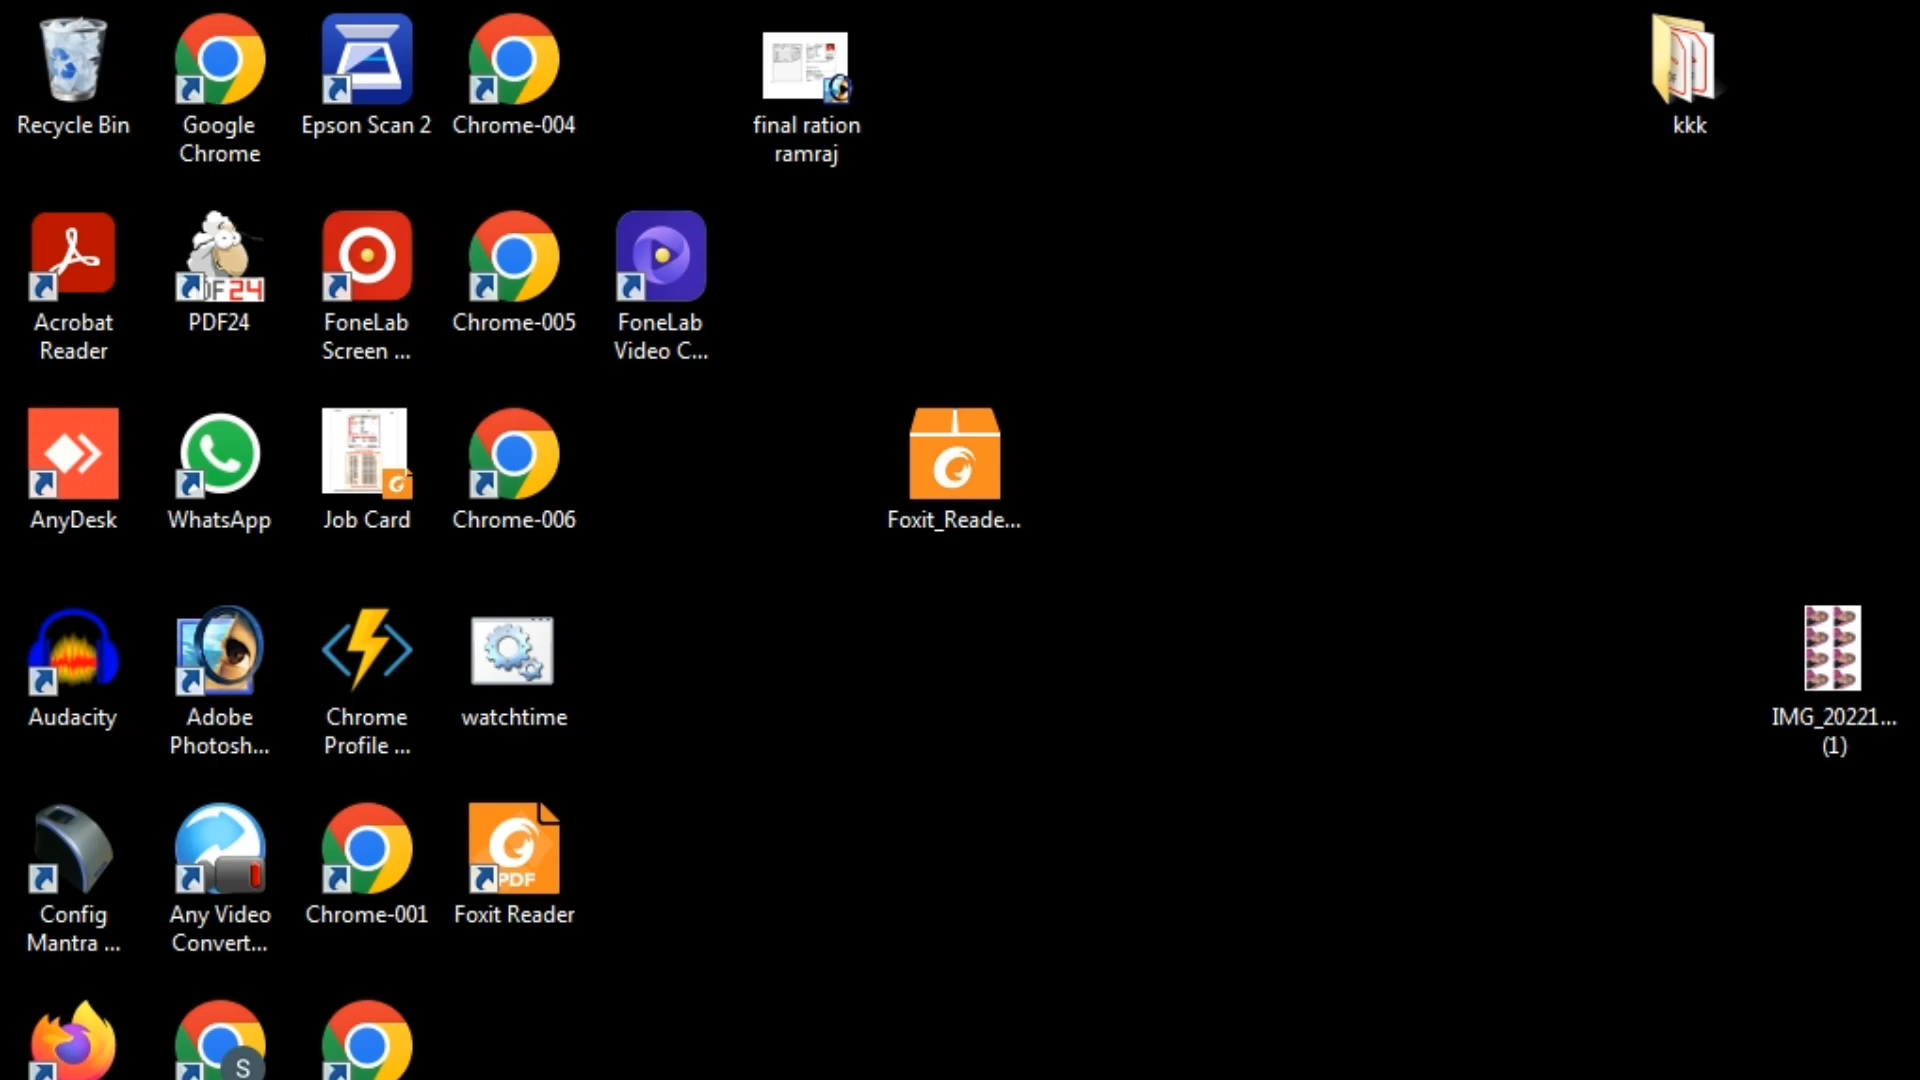 Recycle Bin
Google
Chrome
Epson Scan 2
Chrome-004
final ration
ramraj
kkk
Acrobat
Reader
PDF24
FoneLab
Screen ...
Chrome-005
FoneLab
Video C...
AnyDesk
WhatsApp
Job Card
Chrome-006
Foxit_Reade...
Audacity
Adobe
Photosh...
Chrome
Profile ...
watchtime
IMG_20221...
(1)
Config
Mantra ...
Any Video
Convert...
Chrome-001
PDF
Foxit Reader
S